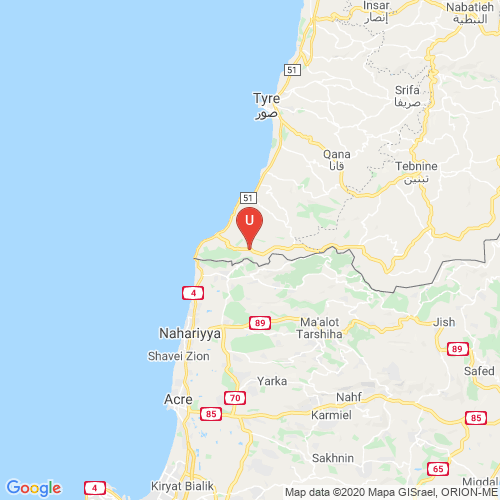 Nabatieh
النبطية
Insar
إنصار
51
Tyre
صور
Srifa
صريفا
Qana
قانا
Tebnine
تبنين
51
U
4
89
Ma'alot
Tarshiha
Jish
Nahariyya
Shavei Zion
89
Safed
Yarka
70
Acre
85
Nahf
Karmiel
85
Sakhnin
65
Kiryat Bialik
4
Migdal
Google
Map data ©2020 Mapa GISrael, ORION-ME